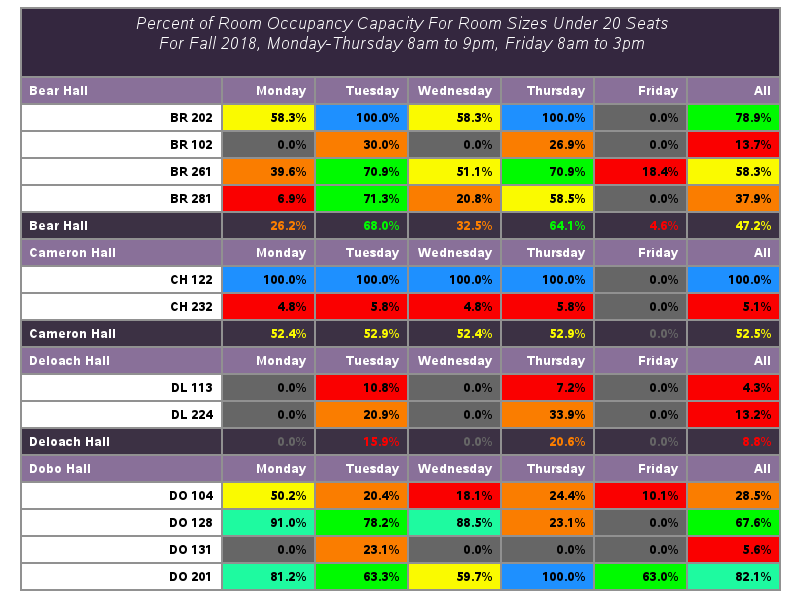 Percent of Room Occupancy Capacity For Room Sizes Under 20 Seats
For Fall 2018, Monday-Thursday 8am to 9pm, Friday 8am to 3pm
Bear Hall Monday Tuesday Wednesday Thursday Friday All
BR 202 58.3% 100.0% 58.3% 100.0% 0.0% 78.9%
BR 102 0.0% 30.0% 0.0% 26.9% 0.0% 13.7%
BR 261 39.6% 70.9% 51.1% 70.9% 18.4% 58.3%
BR 281 6.9% 71.3% 20.8% 58.5% 0.0% 37.9%
Bear Hall 26.2% 68.0% 32.5% 64.1% 4.6% 47.2%
Cameron Hall Monday Tuesday Wednesday Thursday Friday All
CH 122 100.0% 100.0% 100.0% 100.0% 0.0% 100.0%
CH 232 4.8% 5.8% 4.8% 5.8% 0.0% 5.1%
Cameron Hall 52.4% 52.9% 52.4% 52.9% 0.0% 52.5%
Deloach Hall Monday Tuesday Wednesday Thursday Friday All
DL 113 0.0% 10.8% 0.0% 7.2% 0.0% 4.3%
DL 224 0.0% 20.9% 0.0% 33.9% 0.0% 13.2%
Deloach Hall 0.0% 15.9% 0.0% 20.6% 0.0% 8.8%
Dobo Hall Monday Tuesday Wednesday Thursday Friday All
DO 104 50.2% 20.4% 18.1% 24.4% 10.1% 28.5%
DO 128 91.0% 78.2% 88.5% 23.1% 0.0% 67.6%
DO 131 0.0% 23.1% 0.0% 0.0% 0.0% 5.6%
DO 201 81.2% 63.3% 59.7% 100.0% 63.0% 82.1%